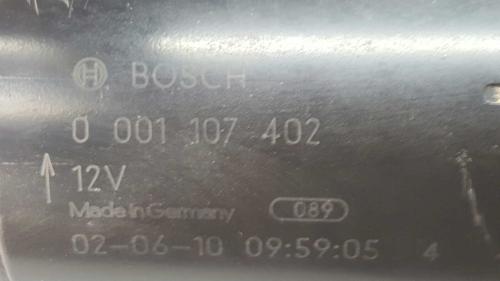 BOSCH
0 001 107 402
12V
Made in Germany 089
02-06-10 09:59:05 4